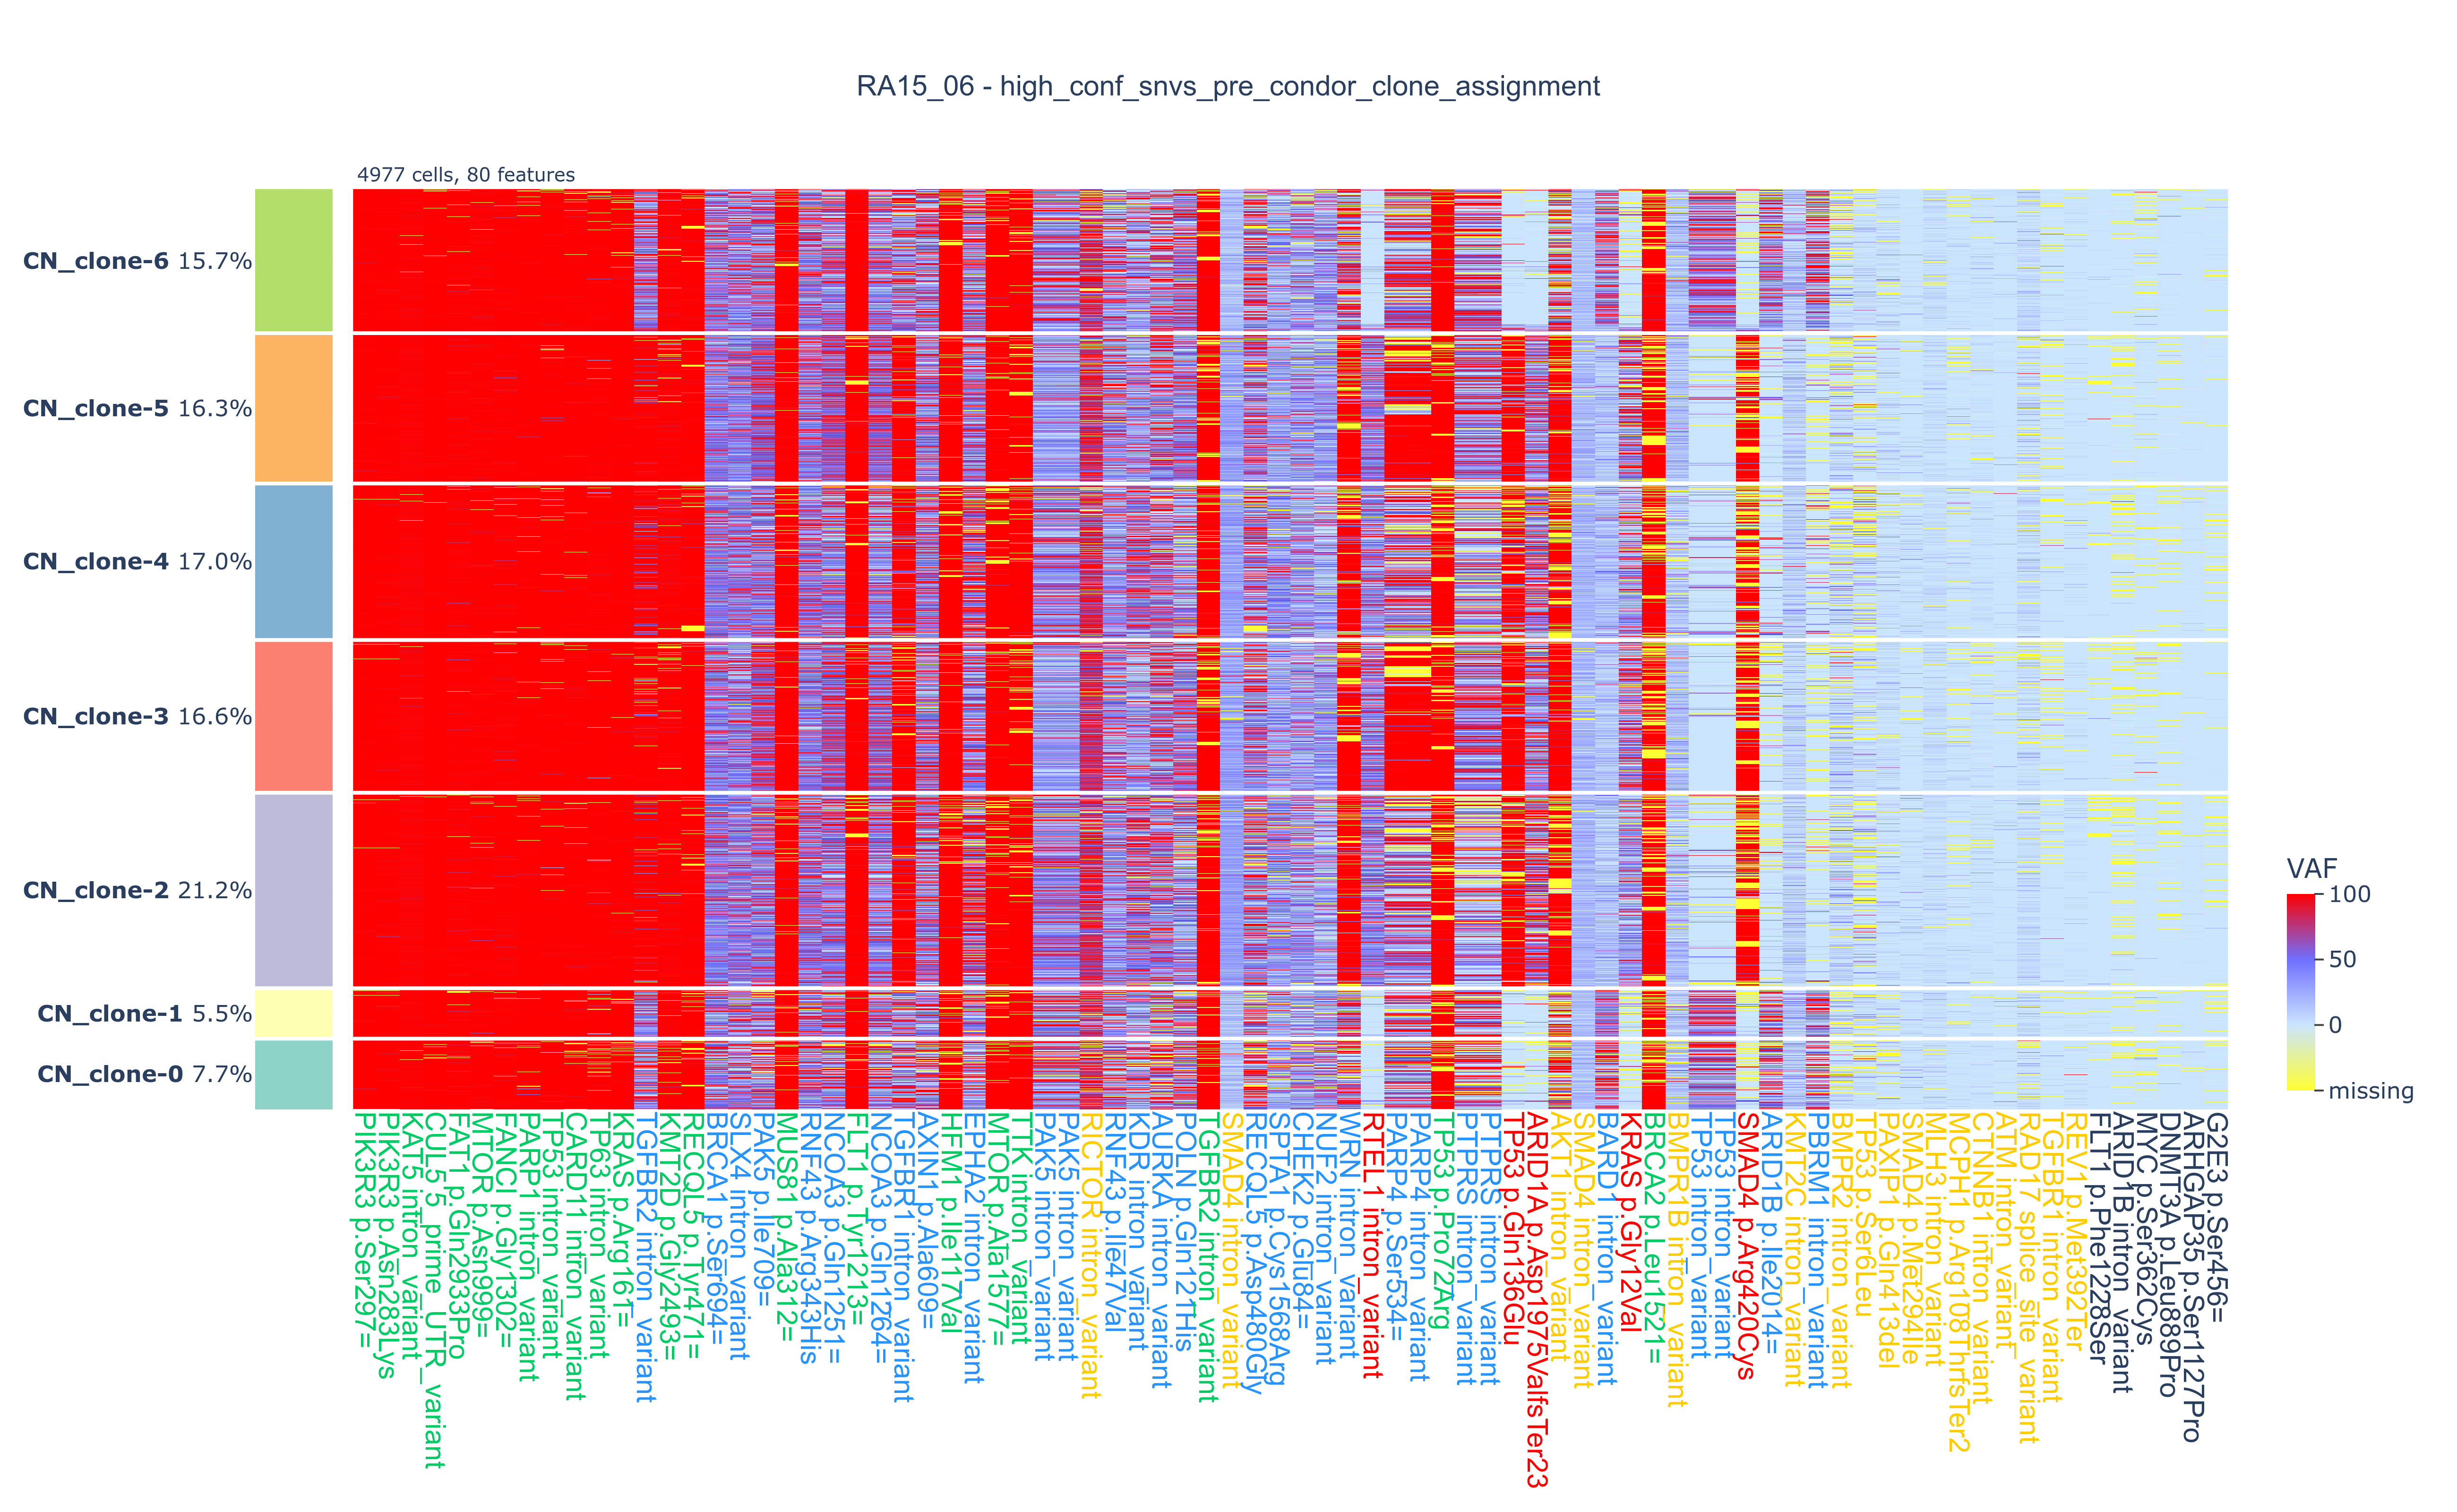 RA15_06 - high_conf_snvs_pre_condor_clone_assignment
4977 cells, 80 features
CN_clone-6 15.7%
CN_clone-5 16.3%
CN_clone-4 17.0%
CN_clone-3 16.6%
CN_clone-2 21.2%
CN_clone-1 5.5%
CN_clone-0 7.7%
VAF
100
50
0
missing
PIK3R3 p.Ser297=
PIK3R3 p.Asn283Lys
KAT5 intron_variant
CUL5 5_prime_UTR_variant
FAT1 p.Gln2933Pro
MTOR p.Asn999=
FANCI p.Gly1302=
PARP1 intron_variant
TP53 intron_variant
CARD11 intron_variant
TP63 intron_variant
KRAS p.Arg161=
TGFBR2 intron_variant
KMT2D p.Gly2493=
RECQL5 p.Tyr471=
BRCA1 p.Ser694=
SLX4 intron_variant
PAK5 p.Ile709=
MUS81 p.Ala312=
RNF43 p.Arg343His
NCOA3 p.Gln1251=
FLT1 p.Tyr1213=
NCOA3 p.Gln1264=
TGFBR1 intron_variant
AXIN1 p.Ala609=
HFM1 p.Ile117Val
EPHA2 intron_variant
MTOR p.Ala1577=
TTK intron_variant
PAK5 intron_variant
PAK5 intron_variant
RICTOR intron_variant
RNF43 p.Ile47Val
KDR intron_variant
AURKA intron_variant
POLN p.Gln121His
TGFBR2 intron_variant
SMAD4 intron_variant
RECQL5 p.Asp480Gly
SPTA1 p.Cys1568Arg
CHEK2 p.Glu84=
NUF2 intron_variant
WRN intron_variant
RTEL1 intron_variant
PARP4 p.Ser534=
PARP4 intron_variant
TP53 p.Pro72Arg
PTPRS intron_variant
PTPRS intron_variant
TP53 p.Gln136Glu
ARID1A p.Asp1975ValfsTer23
AKT1 intron_variant
SMAD4 intron_variant
BARD1 intron_variant
KRAS p.Gly12Val
BRCA2 p.Leu1521=
BMPR1B intron_variant
TP53 intron_variant
TP53 intron_variant
SMAD4 p.Arg420Cys
ARID1B p.Ile2014=
KMT2C intron_variant
PBRM1 intron_variant
BMPR2 intron_variant
TP53 p.Ser6Leu
PAXIP1 p.Gln413del
SMAD4 p.Met294Ile
MLH3 intron_variant
MCPH1 p.Arg108ThrfsTer2
CTNNB1 intron_variant
ATM intron_variant
RAD17 splice_site_variant
TGFBR1 intron_variant
REV1 p.Met392Ter
FLT1 p.Phe1228Ser
ARID1B intron_variant
MYC p.Ser362Cys
DNMT3A p.Leu889Pro
ARHGAP35 p.Ser1127Pro
G2E3 p.Ser456=